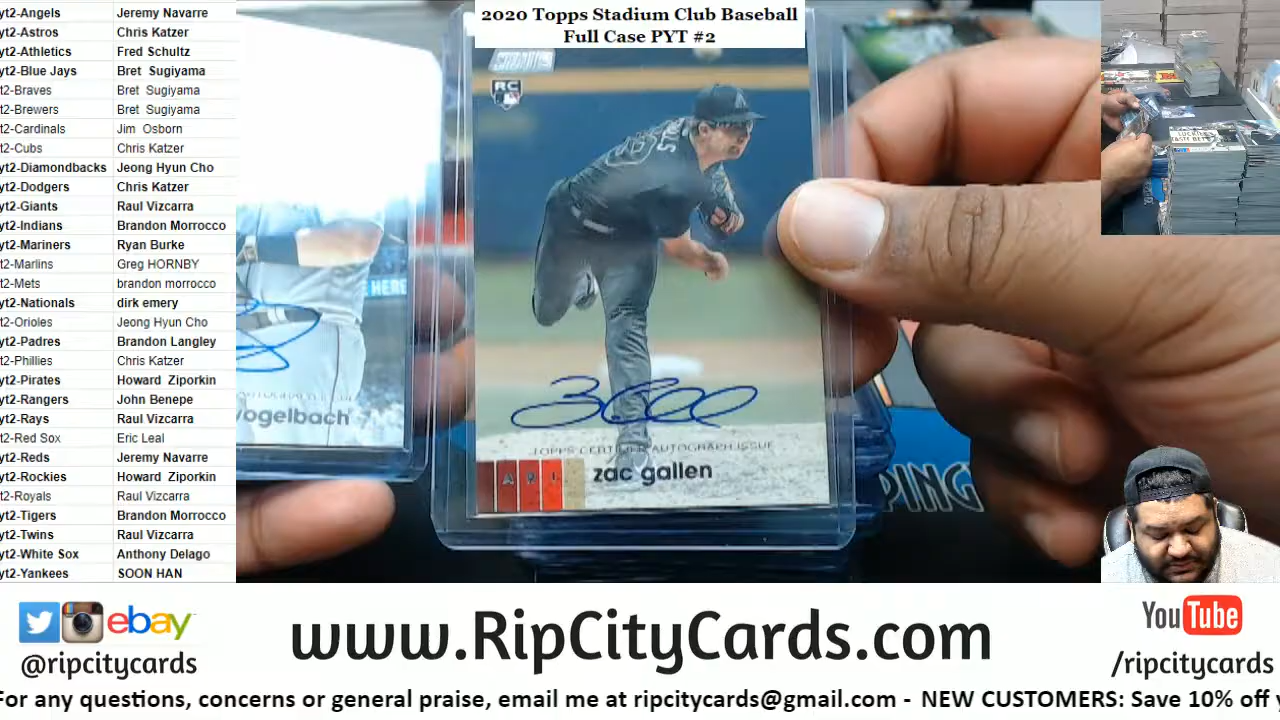 2020 Topps Stadium Club Baseball
Full Case PYT #2
yt2-Angels Jeremy Navarre
yt2-Astros Chris Katzer
yt2-Athletics Fred Schultz
yt2-Blue Jays Bret Sugiyama
t2-Braves Bret Sugiyama
t2-Brewers Bret Sugiyama
t2-Cardinals Jim Osborn
t2-Cubs Chris Katzer
yt2-Diamondbacks Jeong Hyun Cho
yt2-Dodgers Chris Katzer
yt2-Giants Raul Vizcarra
yt2-Indians Brandon Morrocco
yt2-Mariners Ryan Burke
t2-Marlins Greg HORNBY
t2-Mets brandon morrocco
yt2-Nationals dirk emery
t2-Orioles Jeong Hyun Cho
yt2-Padres Brandon Langley
t2-Phillies Chris Katzer
yt2-Pirates Howard Ziporkin
yt2-Rangers John Benepe
yt2-Rays Raul Vizcarra
t2-Red Sox Eric Leal
yt2-Reds Jeremy Navarre
yt2-Rockies Howard Ziporkin
t2-Royals Raul Vizcarra
yt2-Tigers Brandon Morrocco
yt2-Twins Raul Vizcarra
yt2-White Sox Anthony Delago
yt2-Yankees SOON HAN
RC
HERE
Vogelbach
TOPPS CERTIFIED AUTOGRAPH ISSUE
ARI
zac gallen
PING
ebay
@ripcitycards
www.RipCityCards.com
YouTube
/ripcitycards
For any questions, concerns or general praise, email me at ripcitycards@gmail.com - NEW CUSTOMERS: Save 10% off